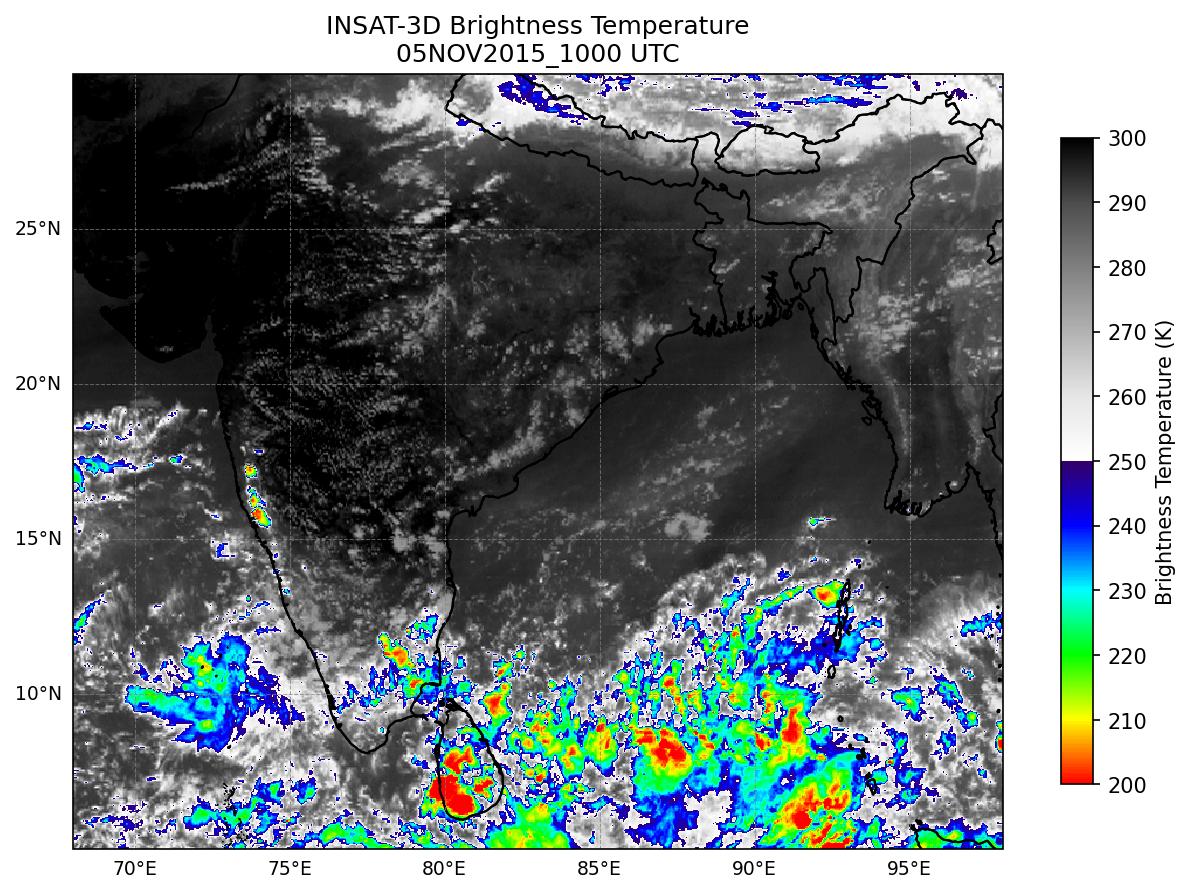 INSAT-3D Brightness Temperature
05NOV2015_1000 UTC
25°N
20°N
15°N
10°N
70°E
75°E
80°E
85°E
90°E
95°E
300
290
280
270
260
250
240
230
220
210
200
Brightness Temperature (K)